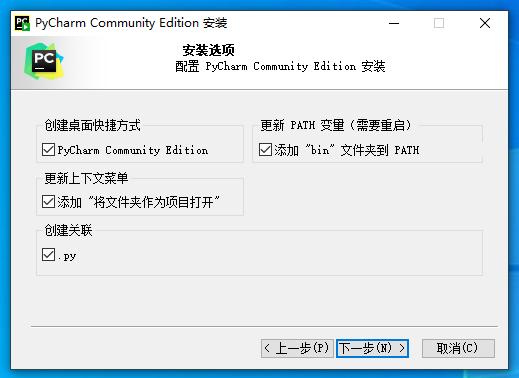 PyCharm Community Edition 安装
PC
安装选项
配置 PyCharm Community Edition 安装
创建桌面快捷方式
PyCharm Community Edition
更新 PATH 变量(需要重启)
添加 "bin" 文件夹到 PATH
更新上下文菜单
添加 "将文件夹作为项目打开"
创建关联
.py
< 上一步(P)
下一步(N) >
取消(C)